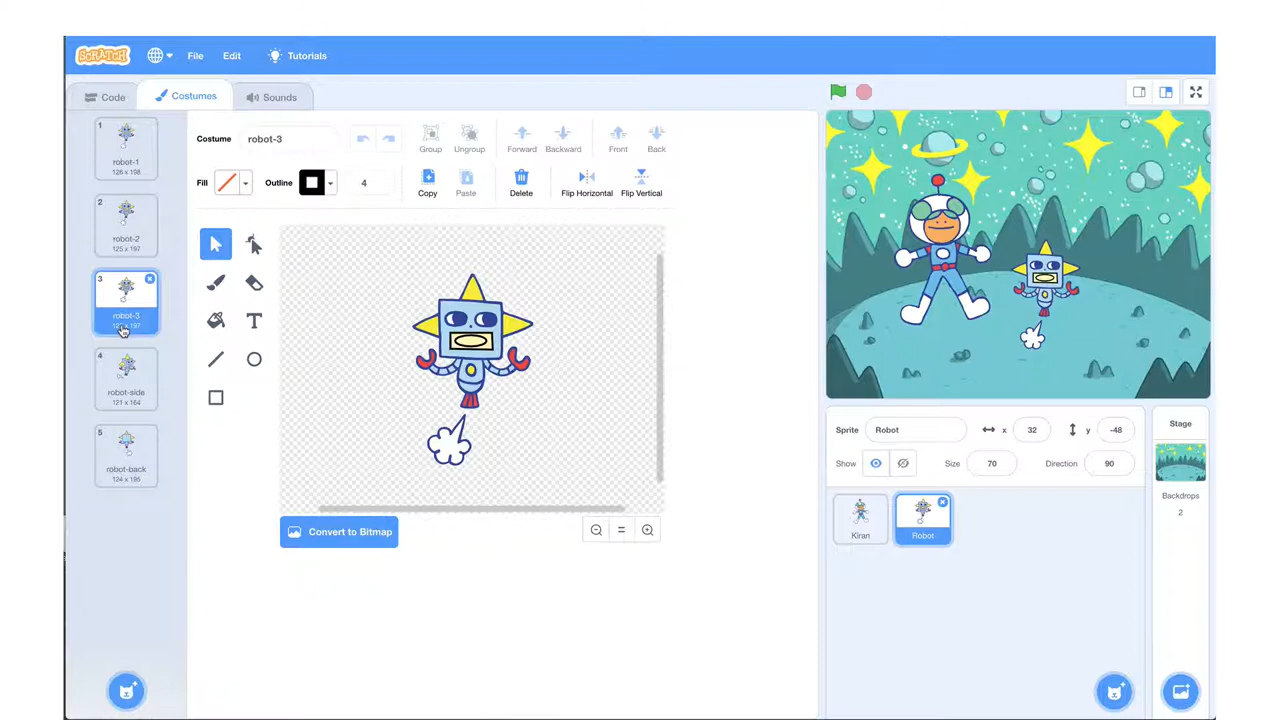 SCRATCH File Edit Tutorials
Code Costumes Sounds
1
robot-1
126 x 198
2
robot-2
125 x 197
3
robot-3
4
robot-side
121 x 164
5
robot-back
124 x 195
Costume robot-3
Group Ungroup Forward Backward Front Back
Fill Outline 4
Copy Paste Delete Flip Horizontal Flip Vertical
T
Convert to Bitmap
Sprite Robot x 32 y -48
Show Size 70 Direction 90
Kiran Robot
Stage
Backdrops
2